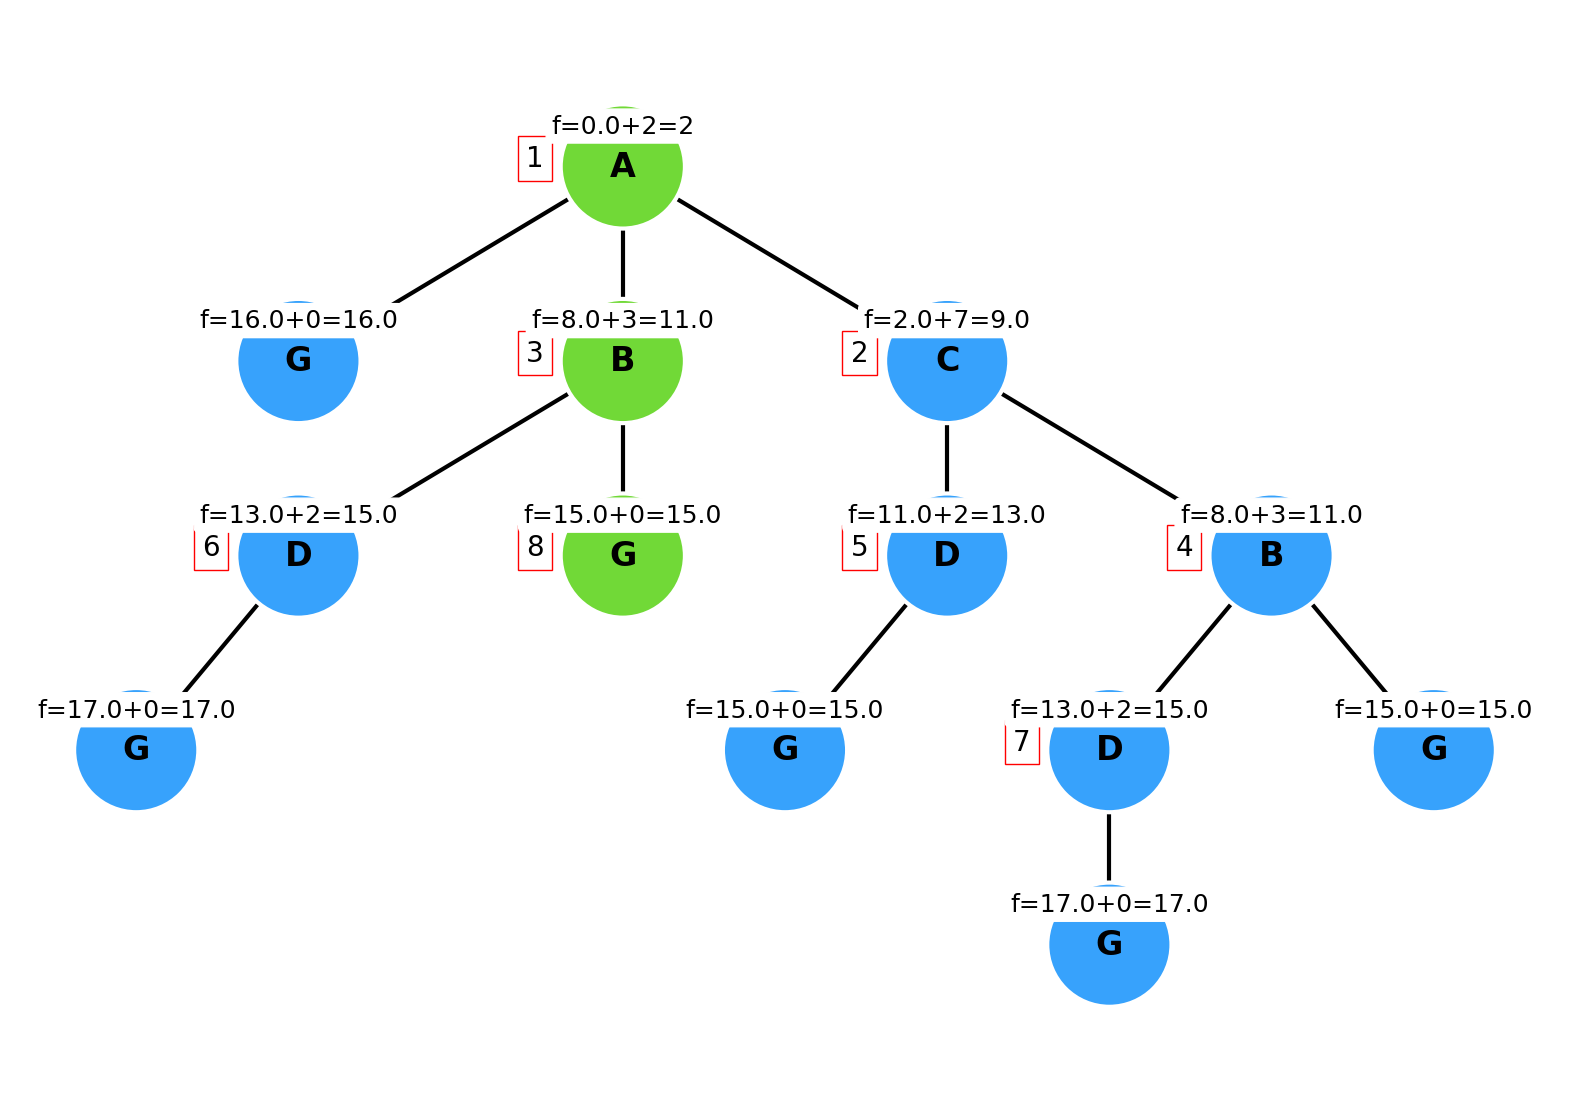 f=0.0+2=2
1
A
f=16.0+0=16.0
G
f=8.0+3=11.0
3
B
f=2.0+7=9.0
2
C
f=13.0+2=15.0
6
D
f=15.0+0=15.0
8
G
f=11.0+2=13.0
5
D
f=8.0+3=11.0
4
B
f=17.0+0=17.0
G
f=15.0+0=15.0
G
f=13.0+2=15.0
7
D
f=15.0+0=15.0
G
f=17.0+0=17.0
G